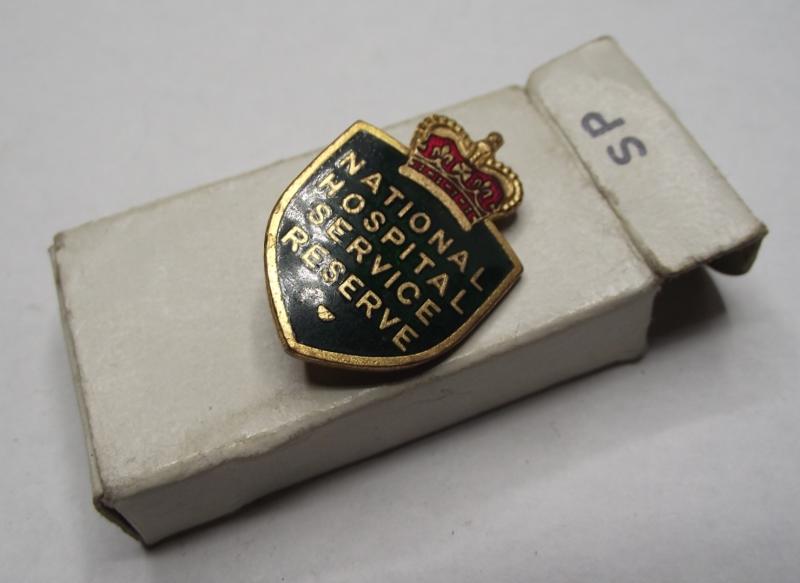 NATIONAL
HOSPITAL
SERVICE
RESERVE
SP